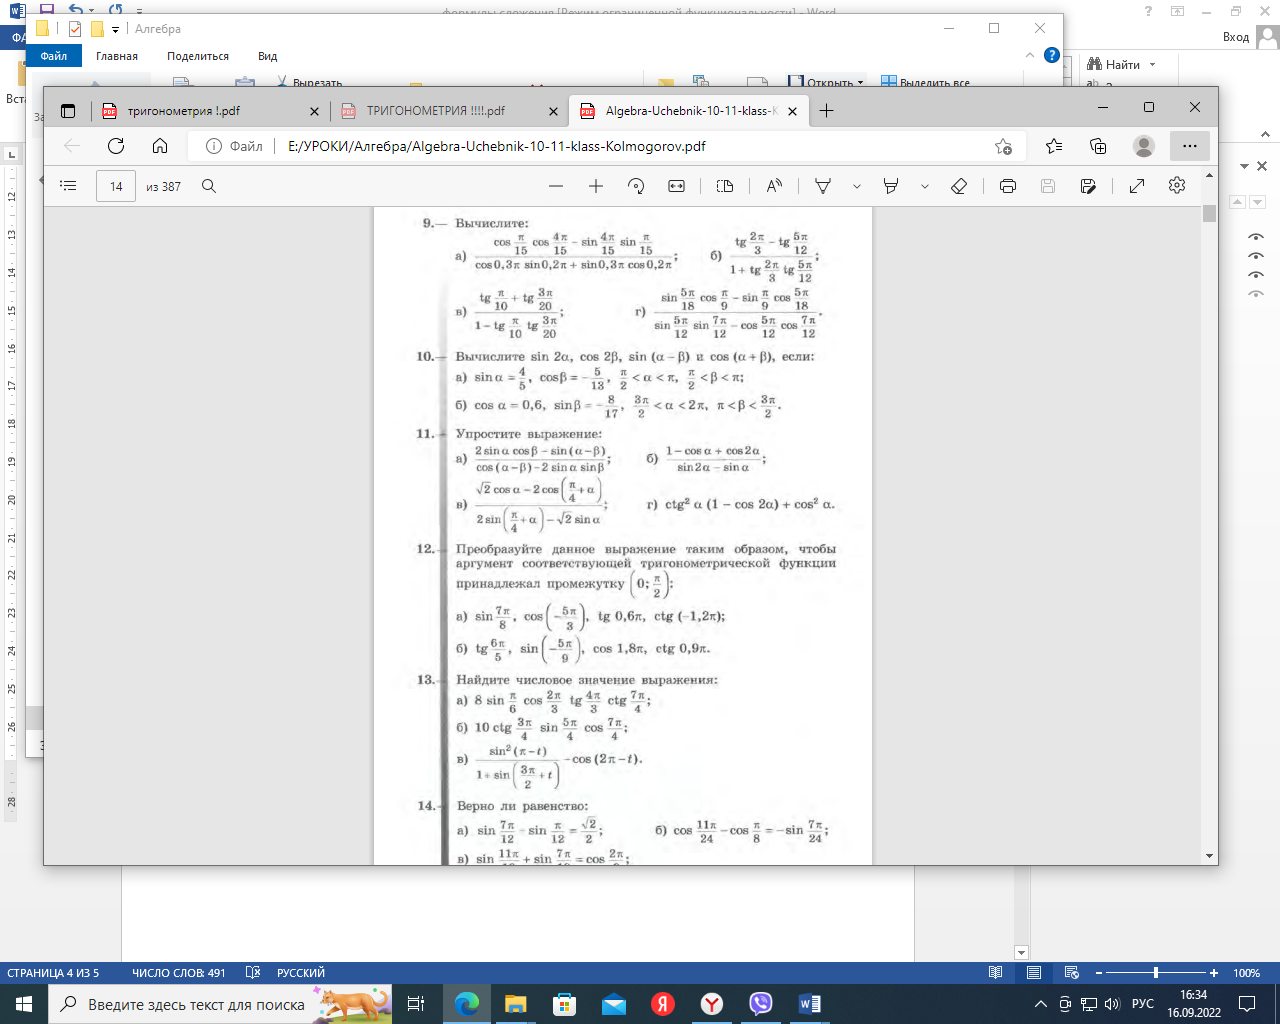 формулы сложения [Режим ограниченной функциональности] - Word
Вход
Алгебра
Файл Главная Поделиться Вид
Вырезать Открыть Выделить все Найти
тригонометрия !.pdf ТРИГОНОМЕТРИЯ !!!!.pdf Algebra-Uchebnik-10-11-klass-K
Файл E:/УРОКИ/Алгебра/Algebra-Uchebnik-10-11-klass-Kolmogorov.pdf
14 из 387
9.— Вычислите:
а) (cos π/15 cos 4π/15 − sin 4π/15 sin π/15) / (cos 0,3π sin 0,2π + sin 0,3π cos 0,2π); б) (tg 2π/3 − tg 5π/12) / (1 + tg 2π/3 tg 5π/12);
в) (tg π/10 + tg 3π/20) / (1 − tg π/10 tg 3π/20); г) (sin 5π/18 cos π/9 − sin π/9 cos 5π/18) / (sin 5π/12 sin 7π/12 − cos 5π/12 cos 7π/12).
10.— Вычислите sin 2α, cos 2β, sin (α − β) и cos (α + β), если:
а) sin α = 4/5, cos β = −5/13, π/2 < α < π, π/2 < β < π;
б) cos α = 0,6, sin β = −8/17, 3π/2 < α < 2π, π < β < 3π/2.
11.— Упростите выражение:
а) (2 sin α cos β − sin (α − β)) / (cos (α − β) − 2 sin α sin β); б) (1 − cos α + cos 2α) / (sin 2α − sin α);
в) (√2 cos α − 2 cos (π/4 + α)) / (2 sin (π/4 + α) − √2 sin α); г) ctg² α (1 − cos 2α) + cos² α.
12.— Преобразуйте данное выражение таким образом, чтобы
аргумент соответствующей тригонометрической функции
принадлежал промежутку (0; π/2):
а) sin 7π/8, cos (−5π/3), tg 0,6π, ctg (−1,2π);
б) tg 6π/5, sin (−5π/9), cos 1,8π, ctg 0,9π.
13.— Найдите числовое значение выражения:
а) 8 sin π/6 cos 2π/3 tg 4π/3 ctg 7π/4;
б) 10 ctg 3π/4 sin 5π/4 cos 7π/4;
в) sin² (π − t) / (1 + sin (3π/2 + t)) − cos (2π − t).
14.— Верно ли равенство:
а) sin 7π/12 − sin π/12 = √2/2; б) cos 11π/24 − cos π/8 = −sin 7π/24;
в) sin 11π + sin 7π = cos 2π;
СТРАНИЦА 4 ИЗ 5 ЧИСЛО СЛОВ: 491 РУССКИЙ 100%
Введите здесь текст для поиска
РУС 16:34
16.09.2022